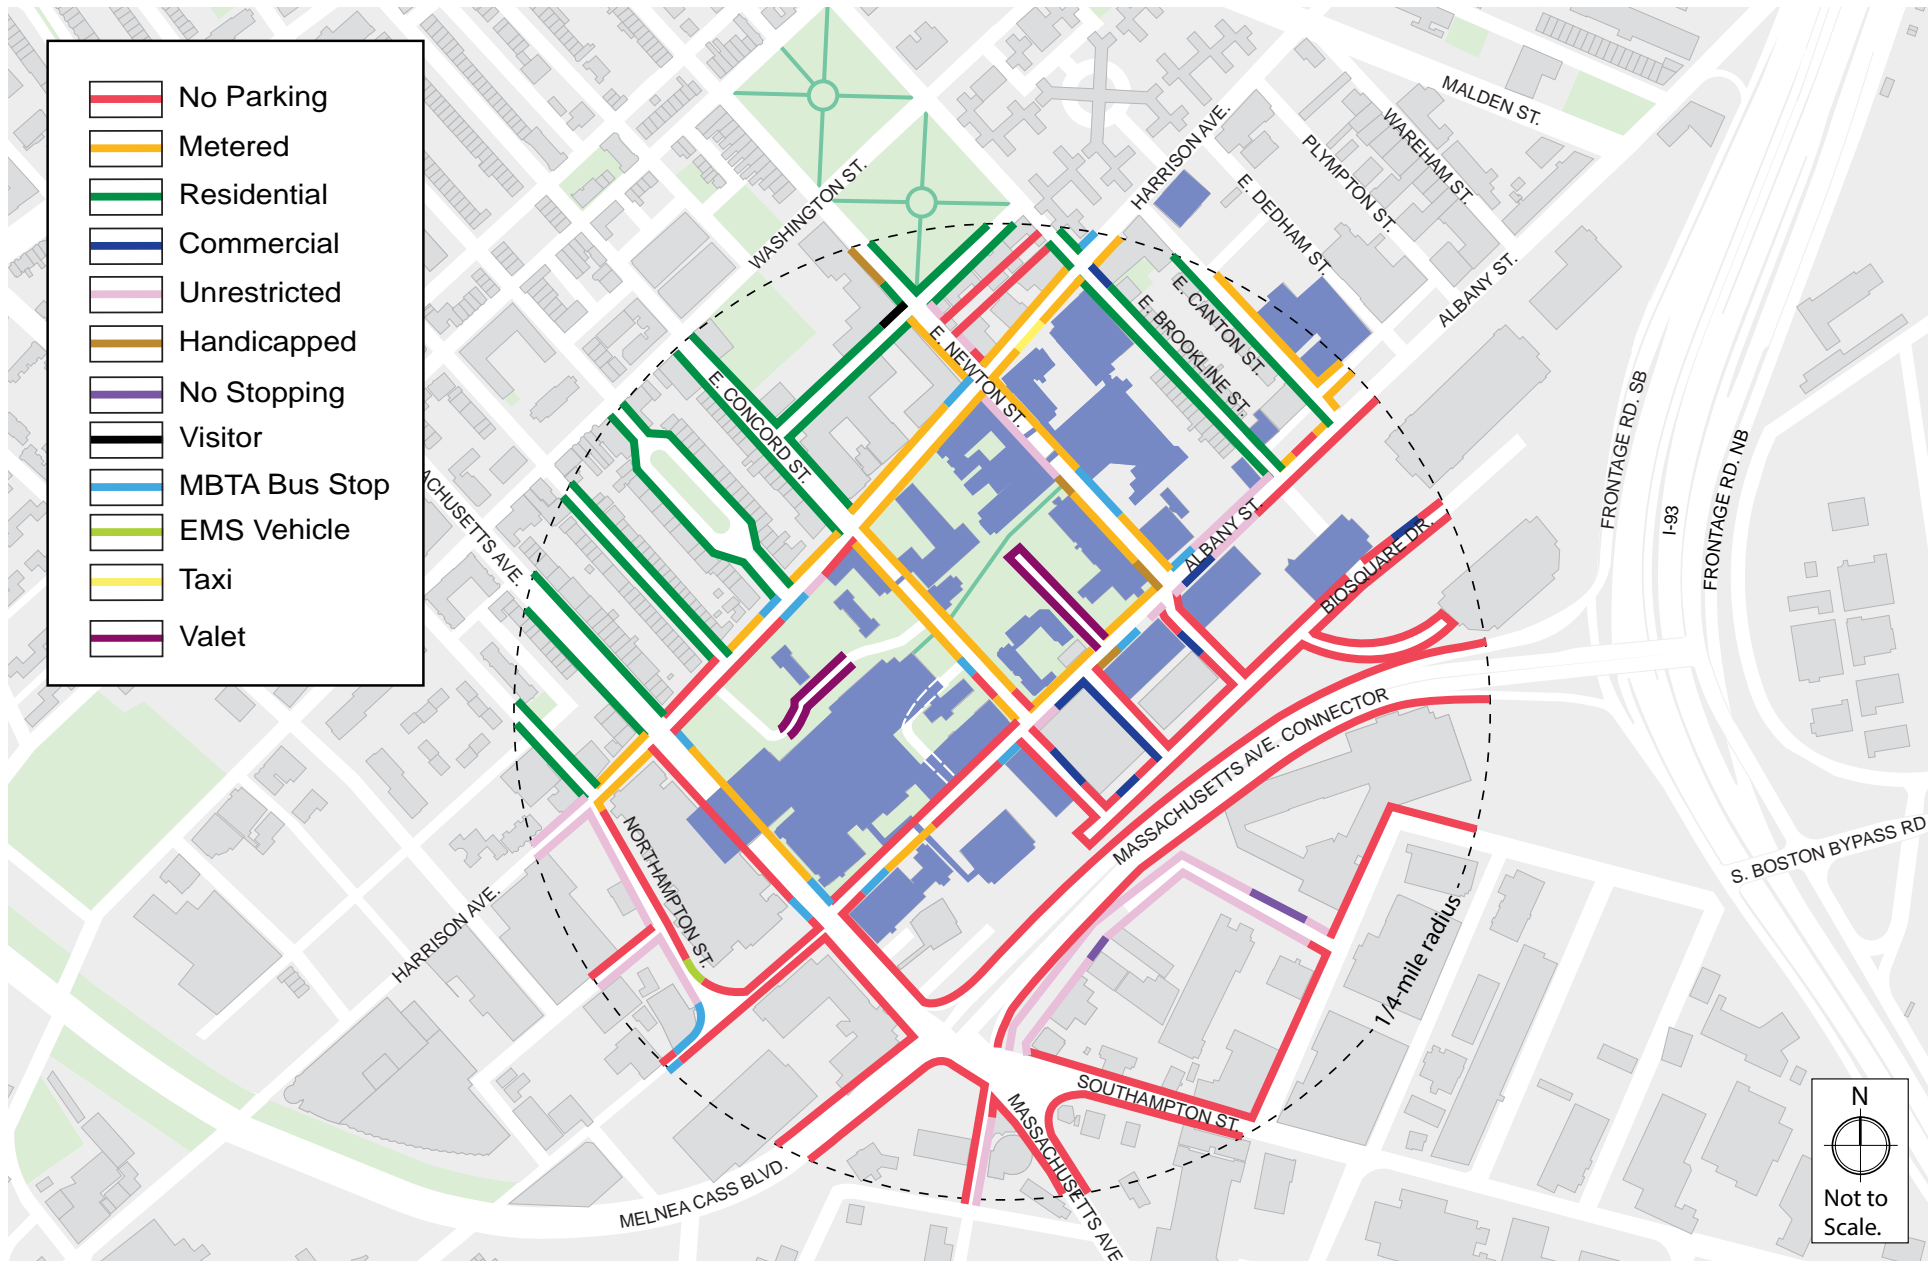 No Parking
Metered
Residential
Commercial
Unrestricted
Handicapped
No Stopping
Visitor
MBTA Bus Stop
EMS Vehicle
Taxi
Valet
MALDEN ST.
WAREHAM ST.
PLYMPTON ST.
HARRISON AVE.
E. DEDHAM ST.
WASHINGTON ST.
ALBANY ST.
E. CANTON ST.
E. BROOKLINE ST.
E. NEWTON ST.
E. CONCORD ST.
ACHUSETTS AVE.
ALBANY ST.
BIOSQUARE DR.
FRONTAGE RD. SB
I-93
FRONTAGE RD. NB
MASSACHUSETTS AVE. CONNECTOR
S. BOSTON BYPASS RD
NORTHAMPTON ST.
HARRISON AVE.
1/4-mile radius
SOUTHAMPTON ST.
MASSACHUSETTS AVE
MELNEA CASS BLVD.
N
Not to
Scale.